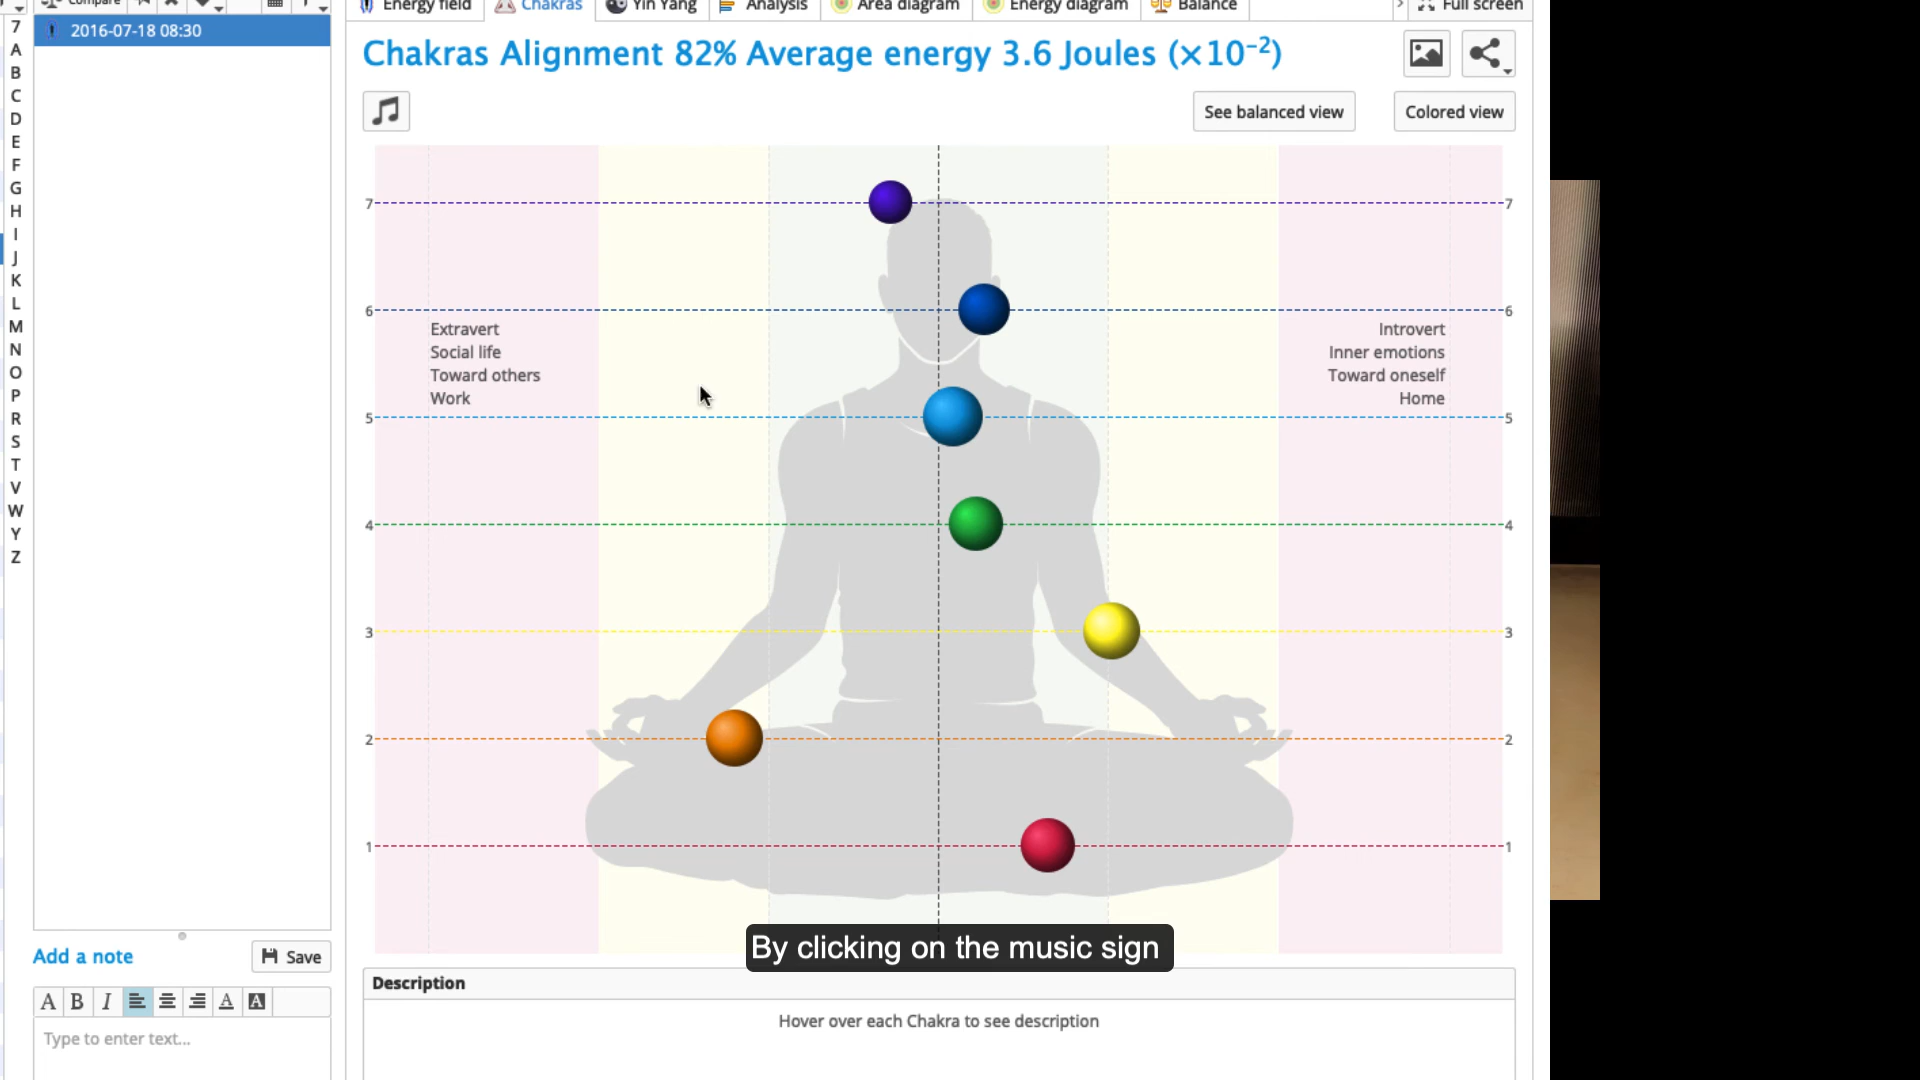 Compare
Energy field
Chakras
Yin Yang
Analysis
Area diagram
Energy diagram
Balance
Full screen
7
A
B
C
D
E
F
G
H
I
J
K
L
M
N
O
P
R
S
T
V
W
Y
Z
2016-07-18 08:30
Chakras Alignment 82% Average energy 3.6 Joules (×10⁻²)
See balanced view
Colored view
7 7
6 6
Extravert
Social life
Toward others
Work
Introvert
Inner emotions
Toward oneself
Home
5 5
4 4
3 3
2 2
1 1
By clicking on the music sign
Add a note
Save
A B I A A
Type to enter text...
Description
Hover over each Chakra to see description